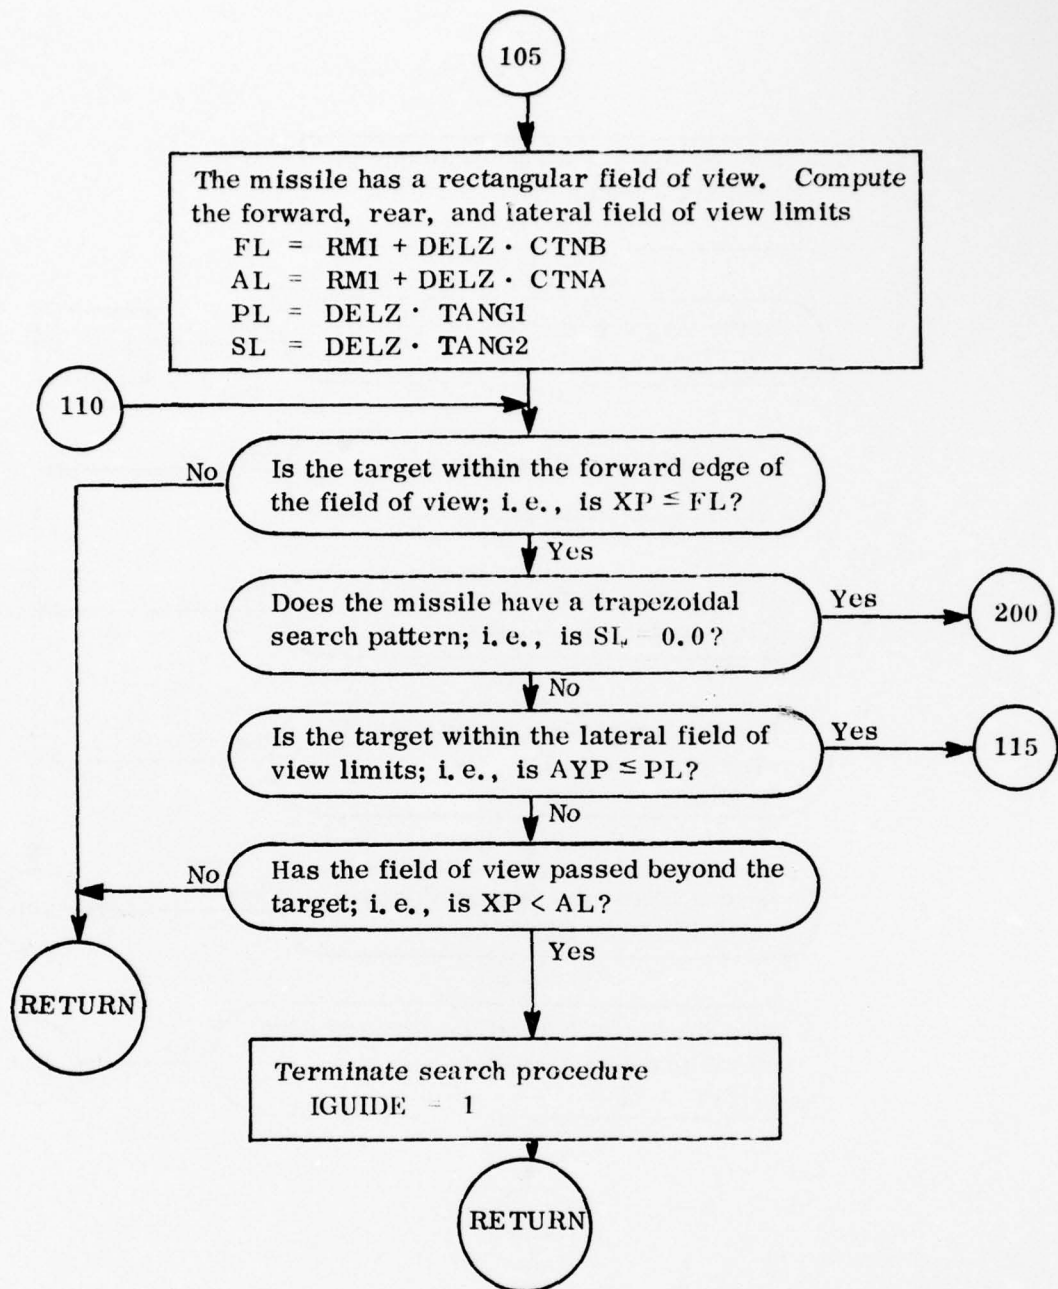 105
The missile has a rectangular field of view. Compute
the forward, rear, and lateral field of view limits
FL = RM1 + DELZ · CTNB
AL = RM1 + DELZ · CTNA
PL = DELZ · TANG1
SL = DELZ · TANG2
110
No
Is the target within the forward edge of
the field of view; i. e., is XP ≤ FL?
Yes
Does the missile have a trapezoidal
search pattern; i. e., is SL = 0.0?
Yes
200
No
Is the target within the lateral field of
view limits; i. e., is AYP ≤ PL?
Yes
115
No
No
Has the field of view passed beyond the
target; i. e., is XP < AL?
Yes
RETURN
Terminate search procedure
IGUIDE = 1
RETURN